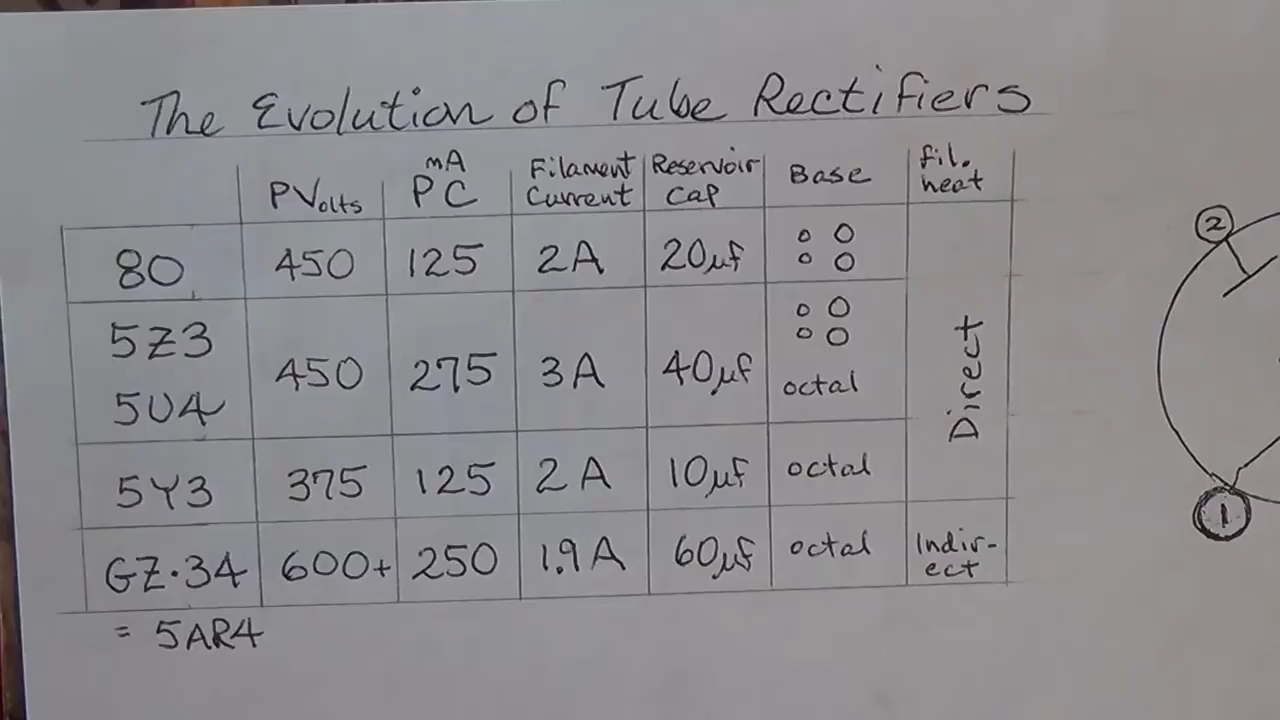 The Evolution of Tube Rectifiers
PVolts mA PC Filament Current Reservoir Cap Base fil. heat
80 450 125 2A 20µf
5Z3 5U4 450 275 3A 40µf octal
Direct
5Y3 375 125 2A 10µf octal
GZ·34 600+ 250 1.9A 60µf octal Indir-ect
= 5AR4
2
1